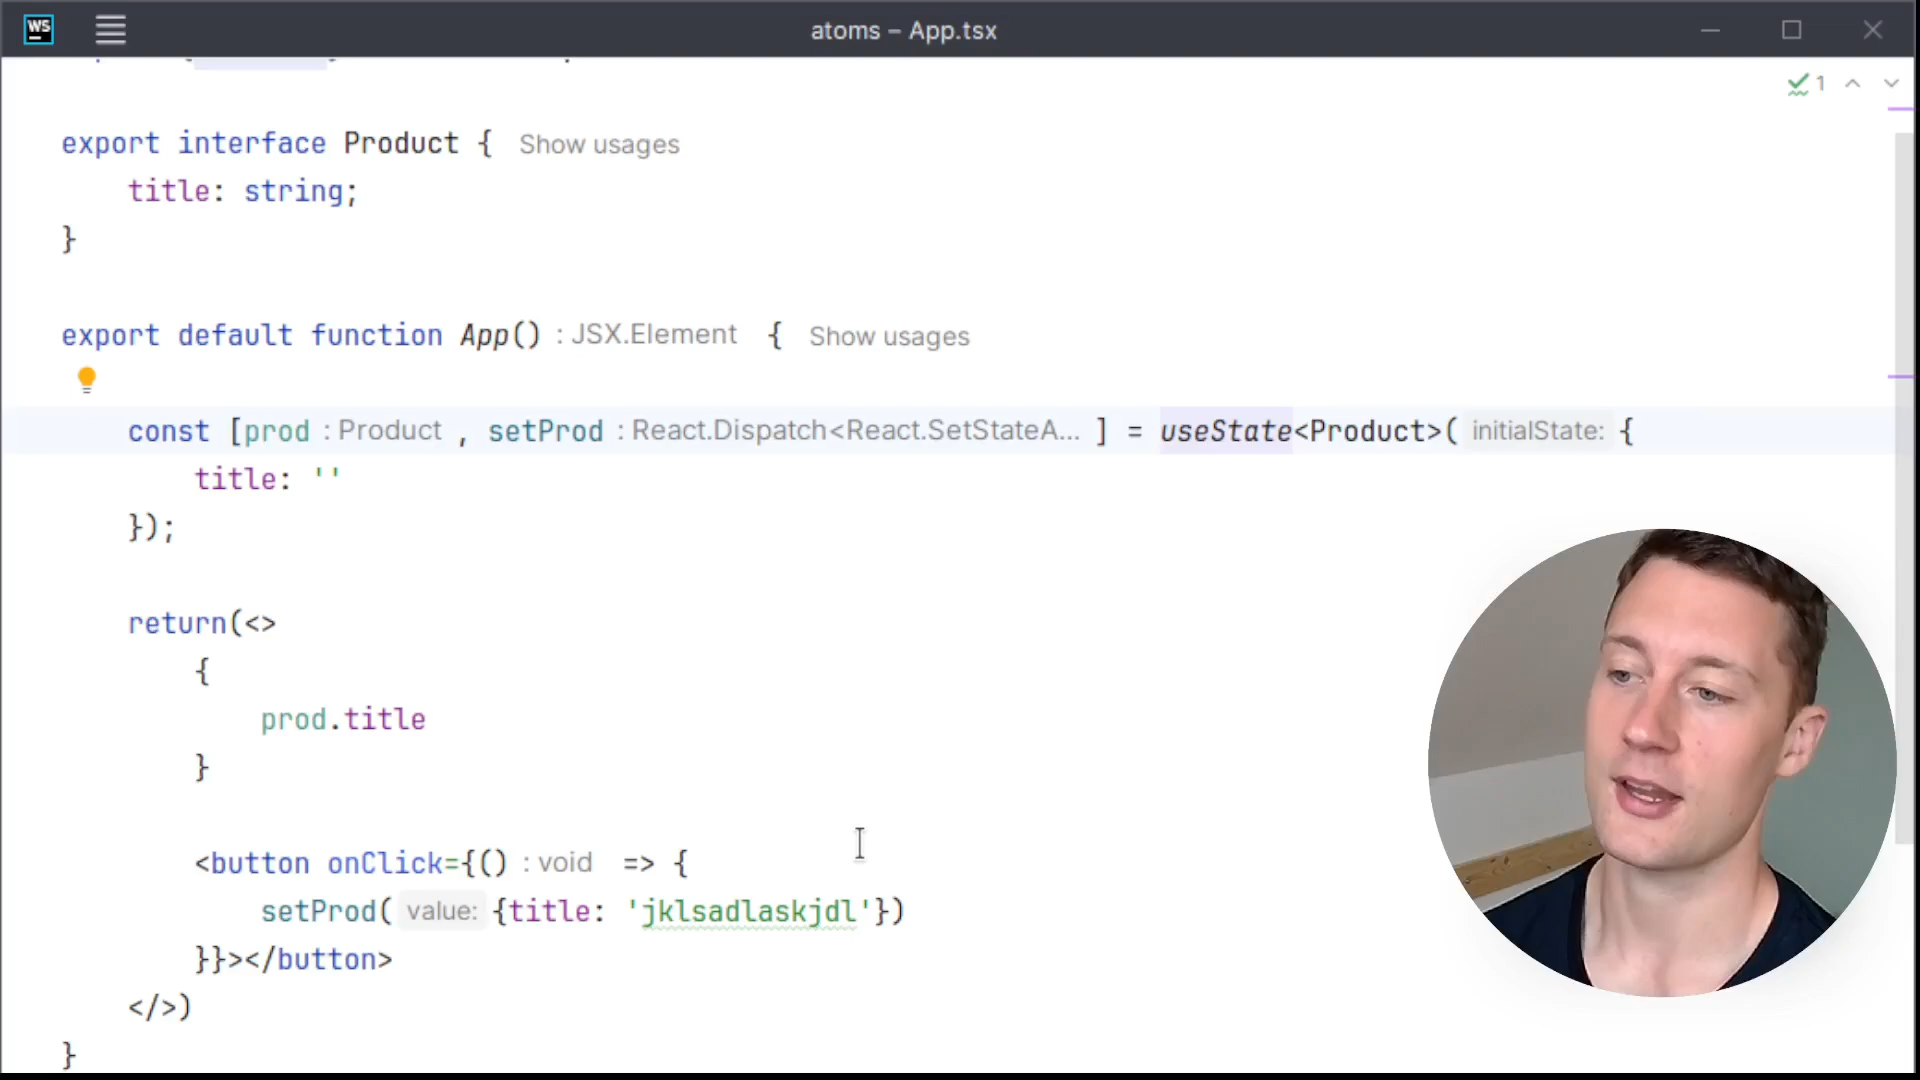 WS
atoms – App.tsx
1
export interface Product { Show usages
title: string;
}
export default function App() : JSX.Element { Show usages
const [prod : Product , setProd : React.Dispatch<React.SetStateA... ] = useState<Product>( initialState: {
title: ''
});
return(<>
{
prod.title
}
<button onClick={() : void => {
setProd( value: {title: 'jklsadlaskjdl'})
}}></button>
</>)
}